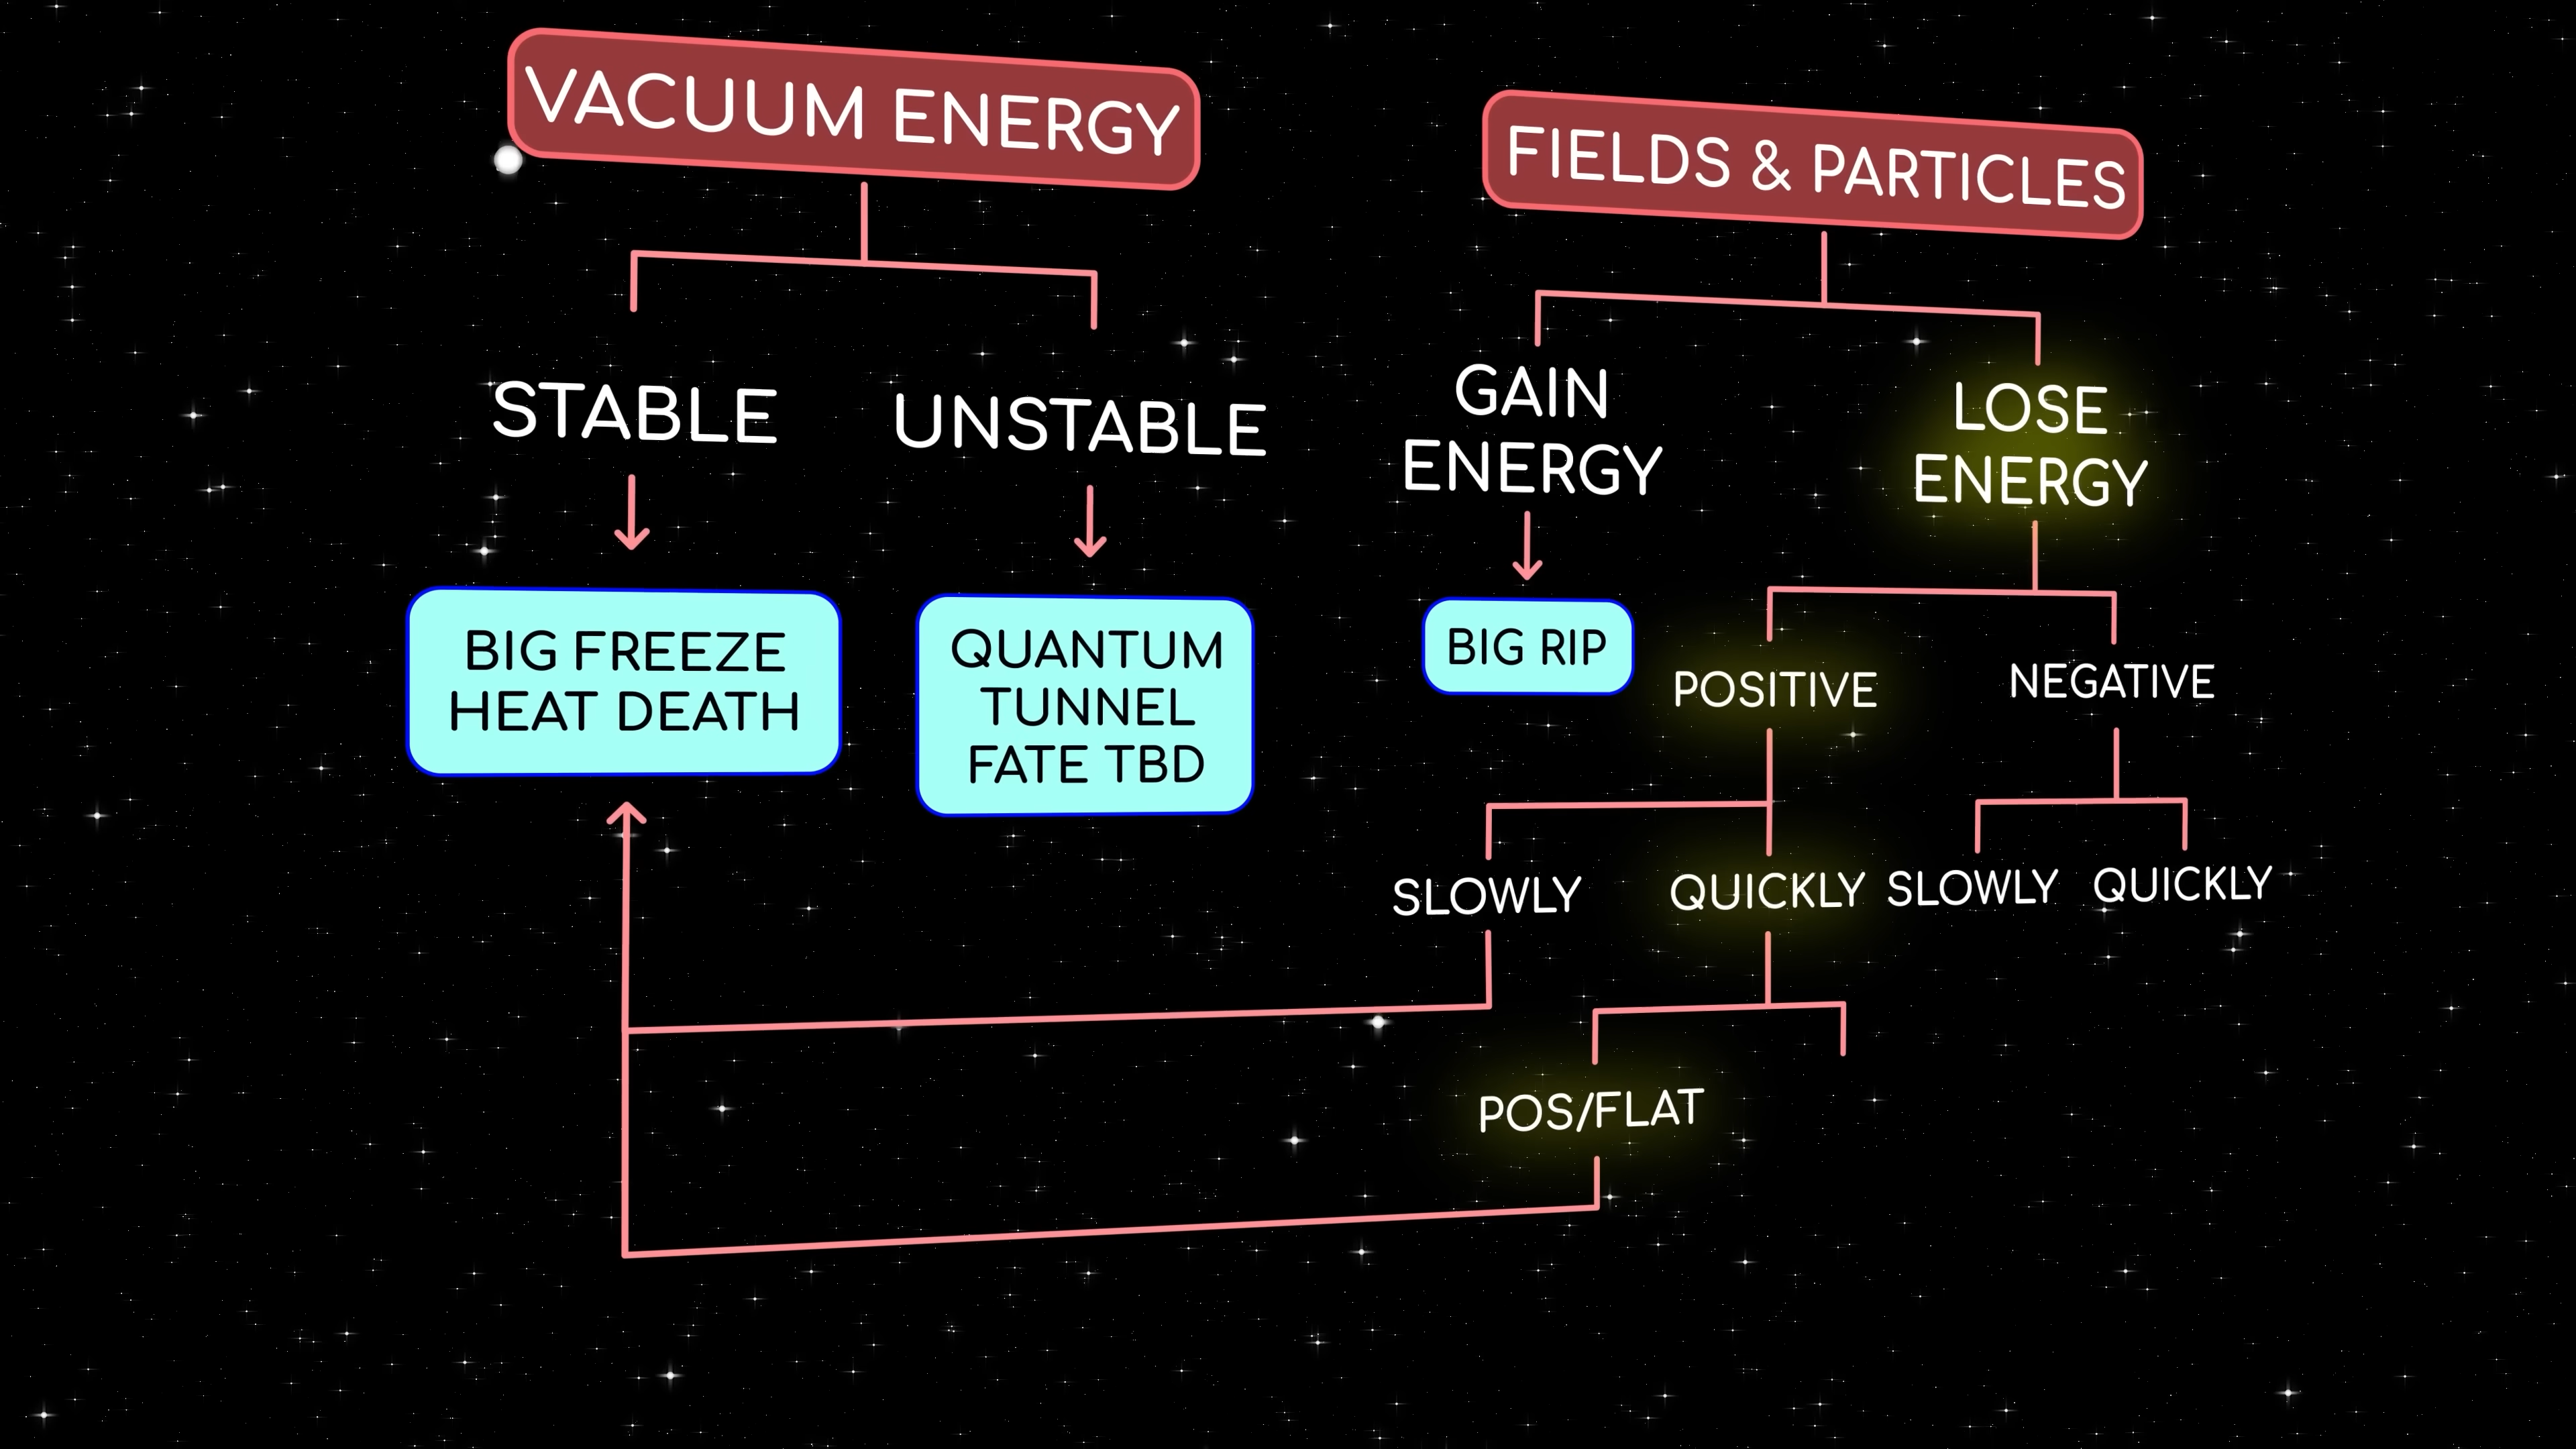 VACUUM ENERGY
FIELDS & PARTICLES
STABLE
UNSTABLE
GAIN
ENERGY
LOSE
ENERGY
BIG FREEZE
HEAT DEATH
QUANTUM
TUNNEL
FATE TBD
BIG RIP
POSITIVE
NEGATIVE
SLOWLY
QUICKLY
SLOWLY
QUICKLY
POS/FLAT